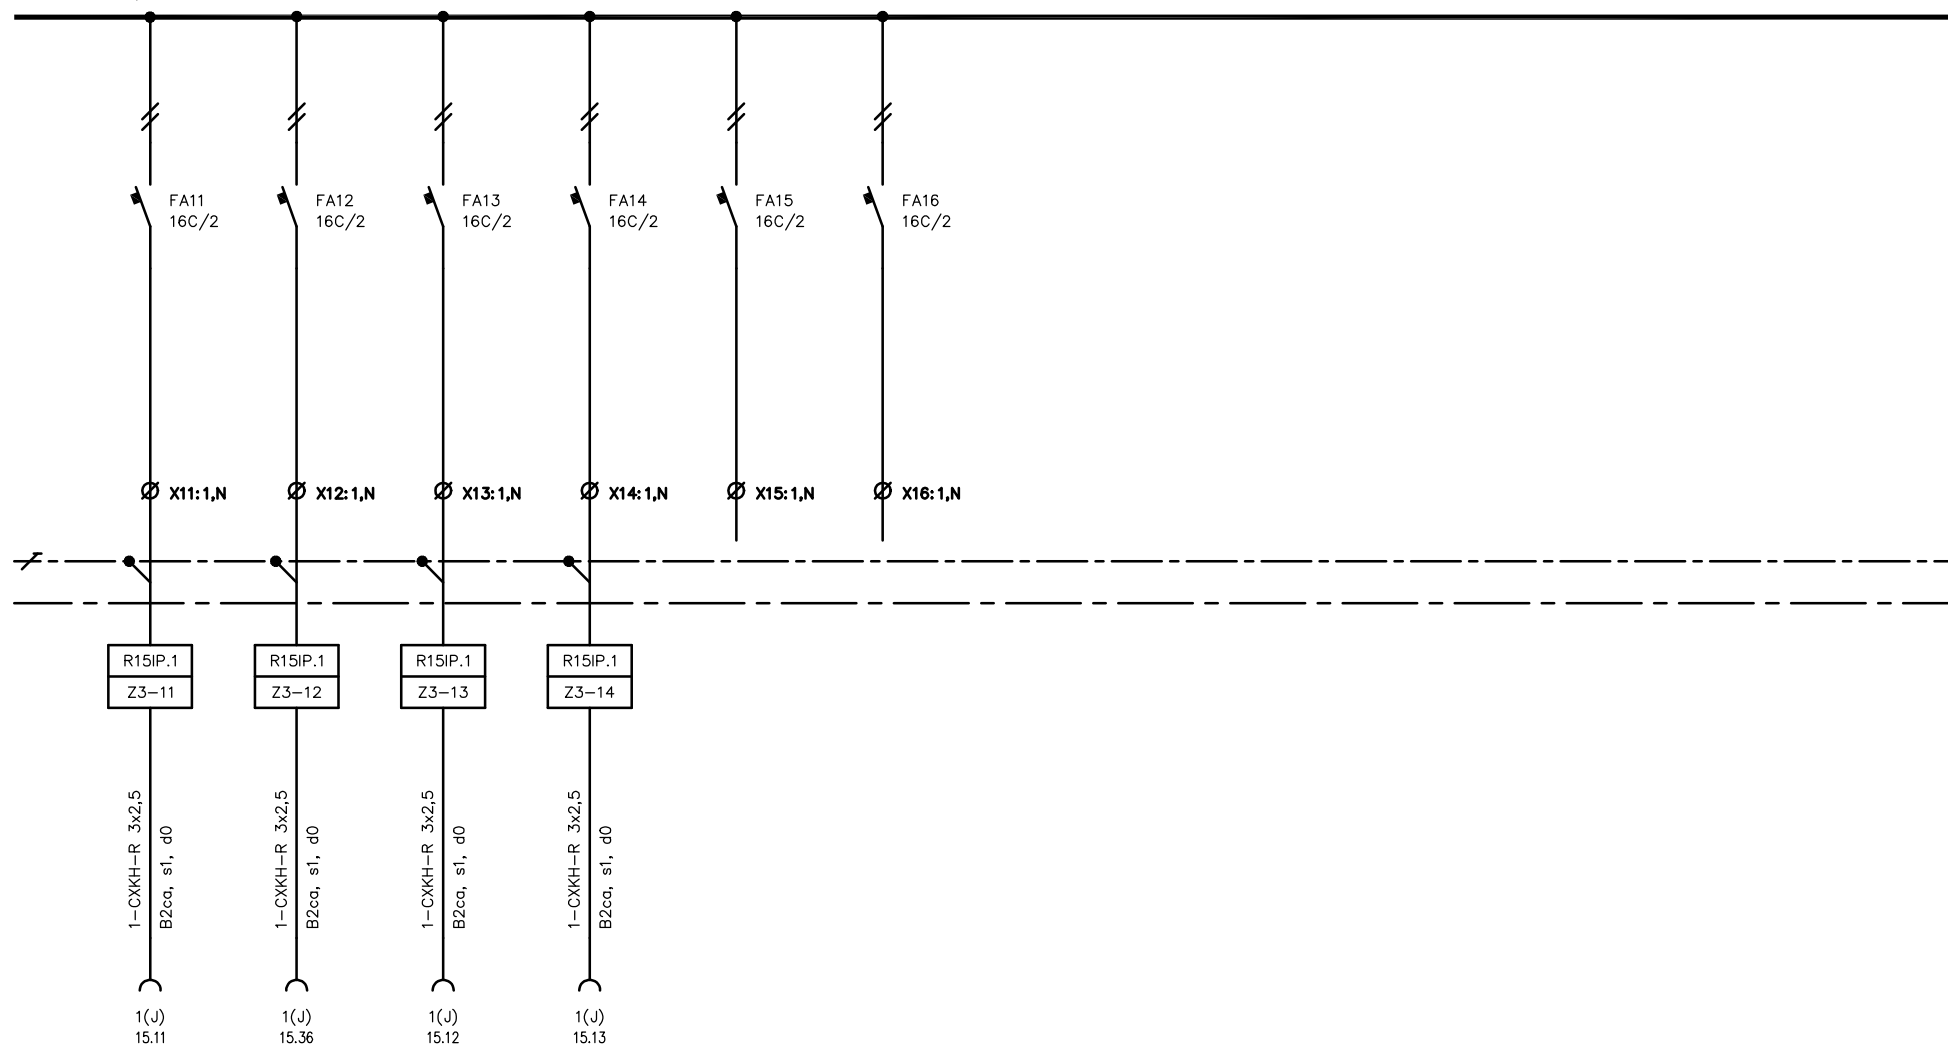 FA11
16C/2
FA12
16C/2
FA13
16C/2
FA14
16C/2
FA15
16C/2
FA16
16C/2
X11:1,N
X12:1,N
X13:1,N
X14:1,N
X15:1,N
X16:1,N
R15IP.1
Z3-11
R15IP.1
Z3-12
R15IP.1
Z3-13
R15IP.1
Z3-14
1-CXKH-R 3x2,5
B2ca, s1, d0
1-CXKH-R 3x2,5
B2ca, s1, d0
1-CXKH-R 3x2,5
B2ca, s1, d0
1-CXKH-R 3x2,5
B2ca, s1, d0
1(J)
15.11
1(J)
15.36
1(J)
15.12
1(J)
15.13